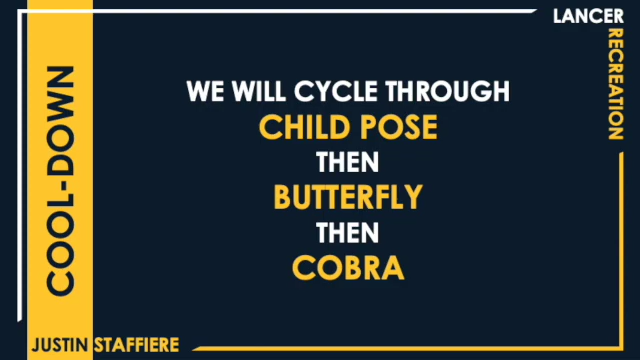 LANCER
RECREATION
COOL-DOWN
WE WILL CYCLE THROUGH
CHILD POSE
THEN
BUTTERFLY
THEN
COBRA
JUSTIN STAFFIERE